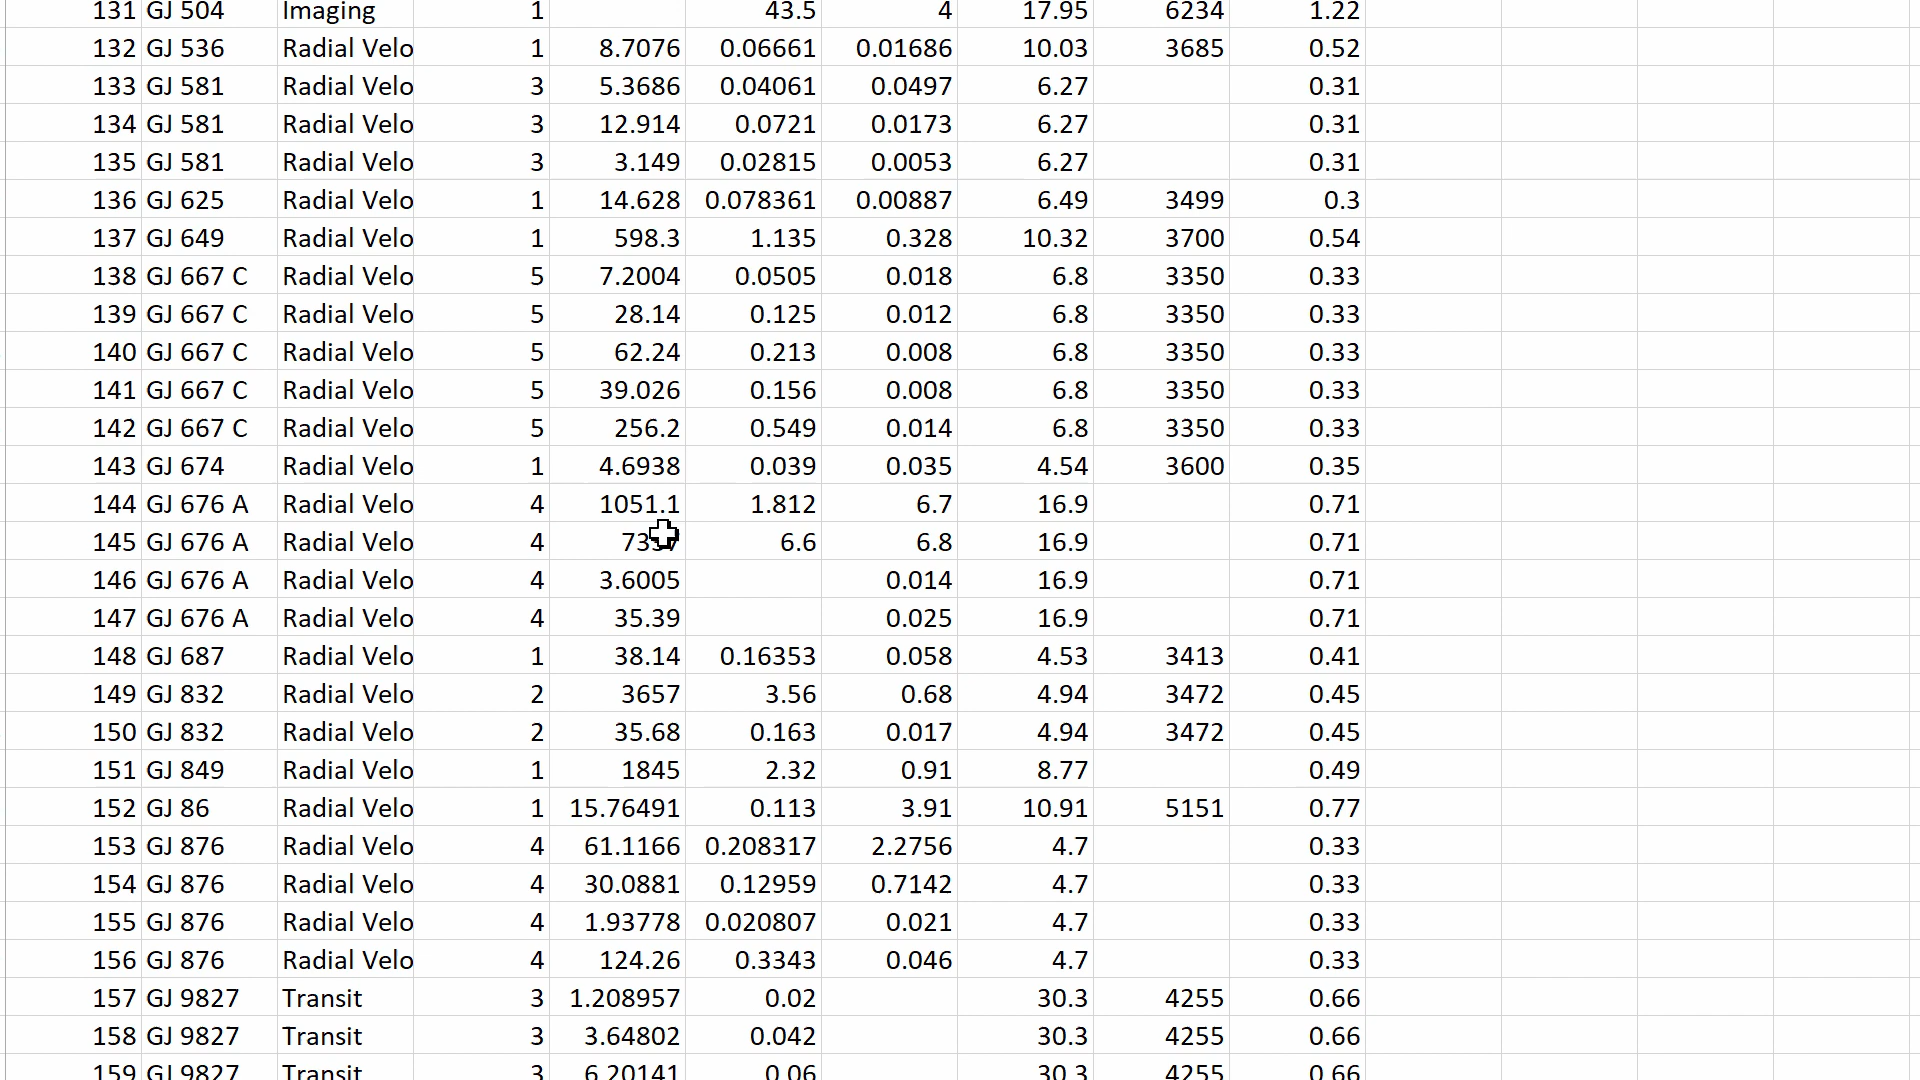 131 GJ 504 Imaging 1 43.5 4 17.95 6234 1.22
132 GJ 536 Radial Velo 1 8.7076 0.06661 0.01686 10.03 3685 0.52
133 GJ 581 Radial Velo 3 5.3686 0.04061 0.0497 6.27 0.31
134 GJ 581 Radial Velo 3 12.914 0.0721 0.0173 6.27 0.31
135 GJ 581 Radial Velo 3 3.149 0.02815 0.0053 6.27 0.31
136 GJ 625 Radial Velo 1 14.628 0.078361 0.00887 6.49 3499 0.3
137 GJ 649 Radial Velo 1 598.3 1.135 0.328 10.32 3700 0.54
138 GJ 667 C Radial Velo 5 7.2004 0.0505 0.018 6.8 3350 0.33
139 GJ 667 C Radial Velo 5 28.14 0.125 0.012 6.8 3350 0.33
140 GJ 667 C Radial Velo 5 62.24 0.213 0.008 6.8 3350 0.33
141 GJ 667 C Radial Velo 5 39.026 0.156 0.008 6.8 3350 0.33
142 GJ 667 C Radial Velo 5 256.2 0.549 0.014 6.8 3350 0.33
143 GJ 674 Radial Velo 1 4.6938 0.039 0.035 4.54 3600 0.35
144 GJ 676 A Radial Velo 4 1051.1 1.812 6.7 16.9 0.71
145 GJ 676 A Radial Velo 4 6.6 6.8 16.9 0.71
146 GJ 676 A Radial Velo 4 3.6005 0.014 16.9 0.71
147 GJ 676 A Radial Velo 4 35.39 0.025 16.9 0.71
148 GJ 687 Radial Velo 1 38.14 0.16353 0.058 4.53 3413 0.41
149 GJ 832 Radial Velo 2 3657 3.56 0.68 4.94 3472 0.45
150 GJ 832 Radial Velo 2 35.68 0.163 0.017 4.94 3472 0.45
151 GJ 849 Radial Velo 1 1845 2.32 0.91 8.77 0.49
152 GJ 86 Radial Velo 1 15.76491 0.113 3.91 10.91 5151 0.77
153 GJ 876 Radial Velo 4 61.1166 0.208317 2.2756 4.7 0.33
154 GJ 876 Radial Velo 4 30.0881 0.12959 0.7142 4.7 0.33
155 GJ 876 Radial Velo 4 1.93778 0.020807 0.021 4.7 0.33
156 GJ 876 Radial Velo 4 124.26 0.3343 0.046 4.7 0.33
157 GJ 9827 Transit 3 1.208957 0.02 30.3 4255 0.66
158 GJ 9827 Transit 3 3.64802 0.042 30.3 4255 0.66
159 GJ 9827 Transit 3 6.20141 0.06 30.3 4255 0.66